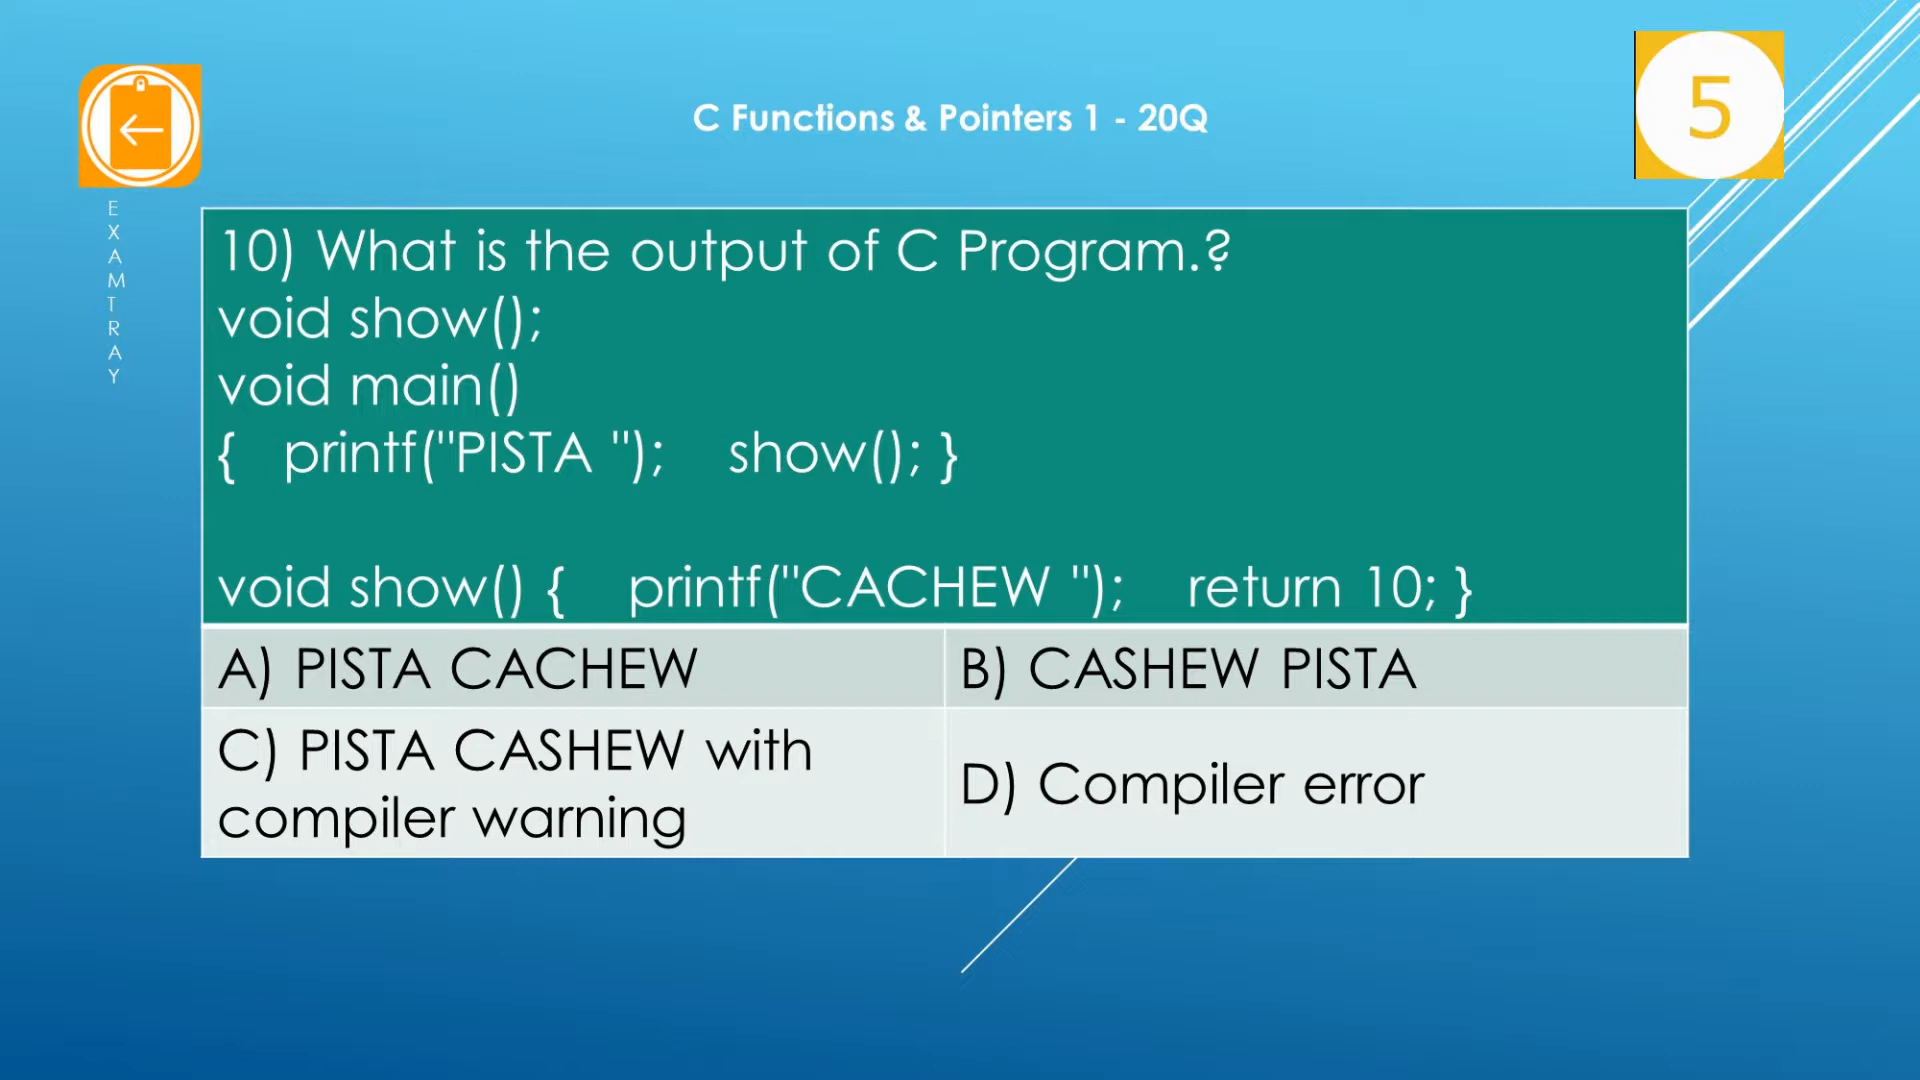 C Functions & Pointers 1 - 20Q
5
E
X
A
M
T
R
A
Y
10) What is the output of C Program.?
void show();
void main()
{ printf("PISTA "); show(); }
void show() { printf("CACHEW "); return 10; }
A) PISTA CACHEW
B) CASHEW PISTA
C) PISTA CASHEW with
compiler warning
D) Compiler error